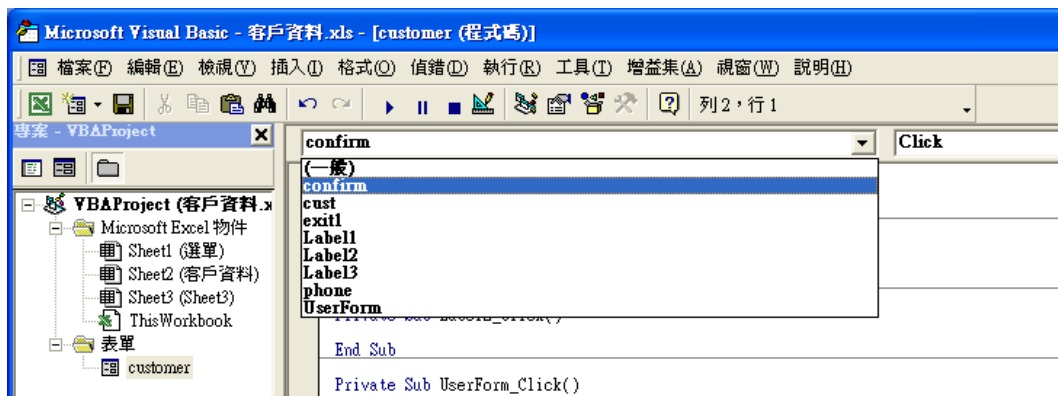 Microsoft Visual Basic - 客戶資料.xls - [customer (程式碼)]
檔案(F) 編輯(E) 檢視(V) 插入(I) 格式(O) 偵錯(D) 執行(R) 工具(T) 增益集(A) 視窗(W) 說明(H)
列 2，行 1
專案 - VBAProject
confirm
Click
(一般)
confirm
cust
exit1
Label1
Label2
Label3
phone
UserForm
VBAProject (客戶資料.x
Microsoft Excel 物件
Sheet1 (選單)
Sheet2 (客戶資料)
Sheet3 (Sheet3)
ThisWorkbook
表單
customer
End Sub
Private Sub UserForm_Click()